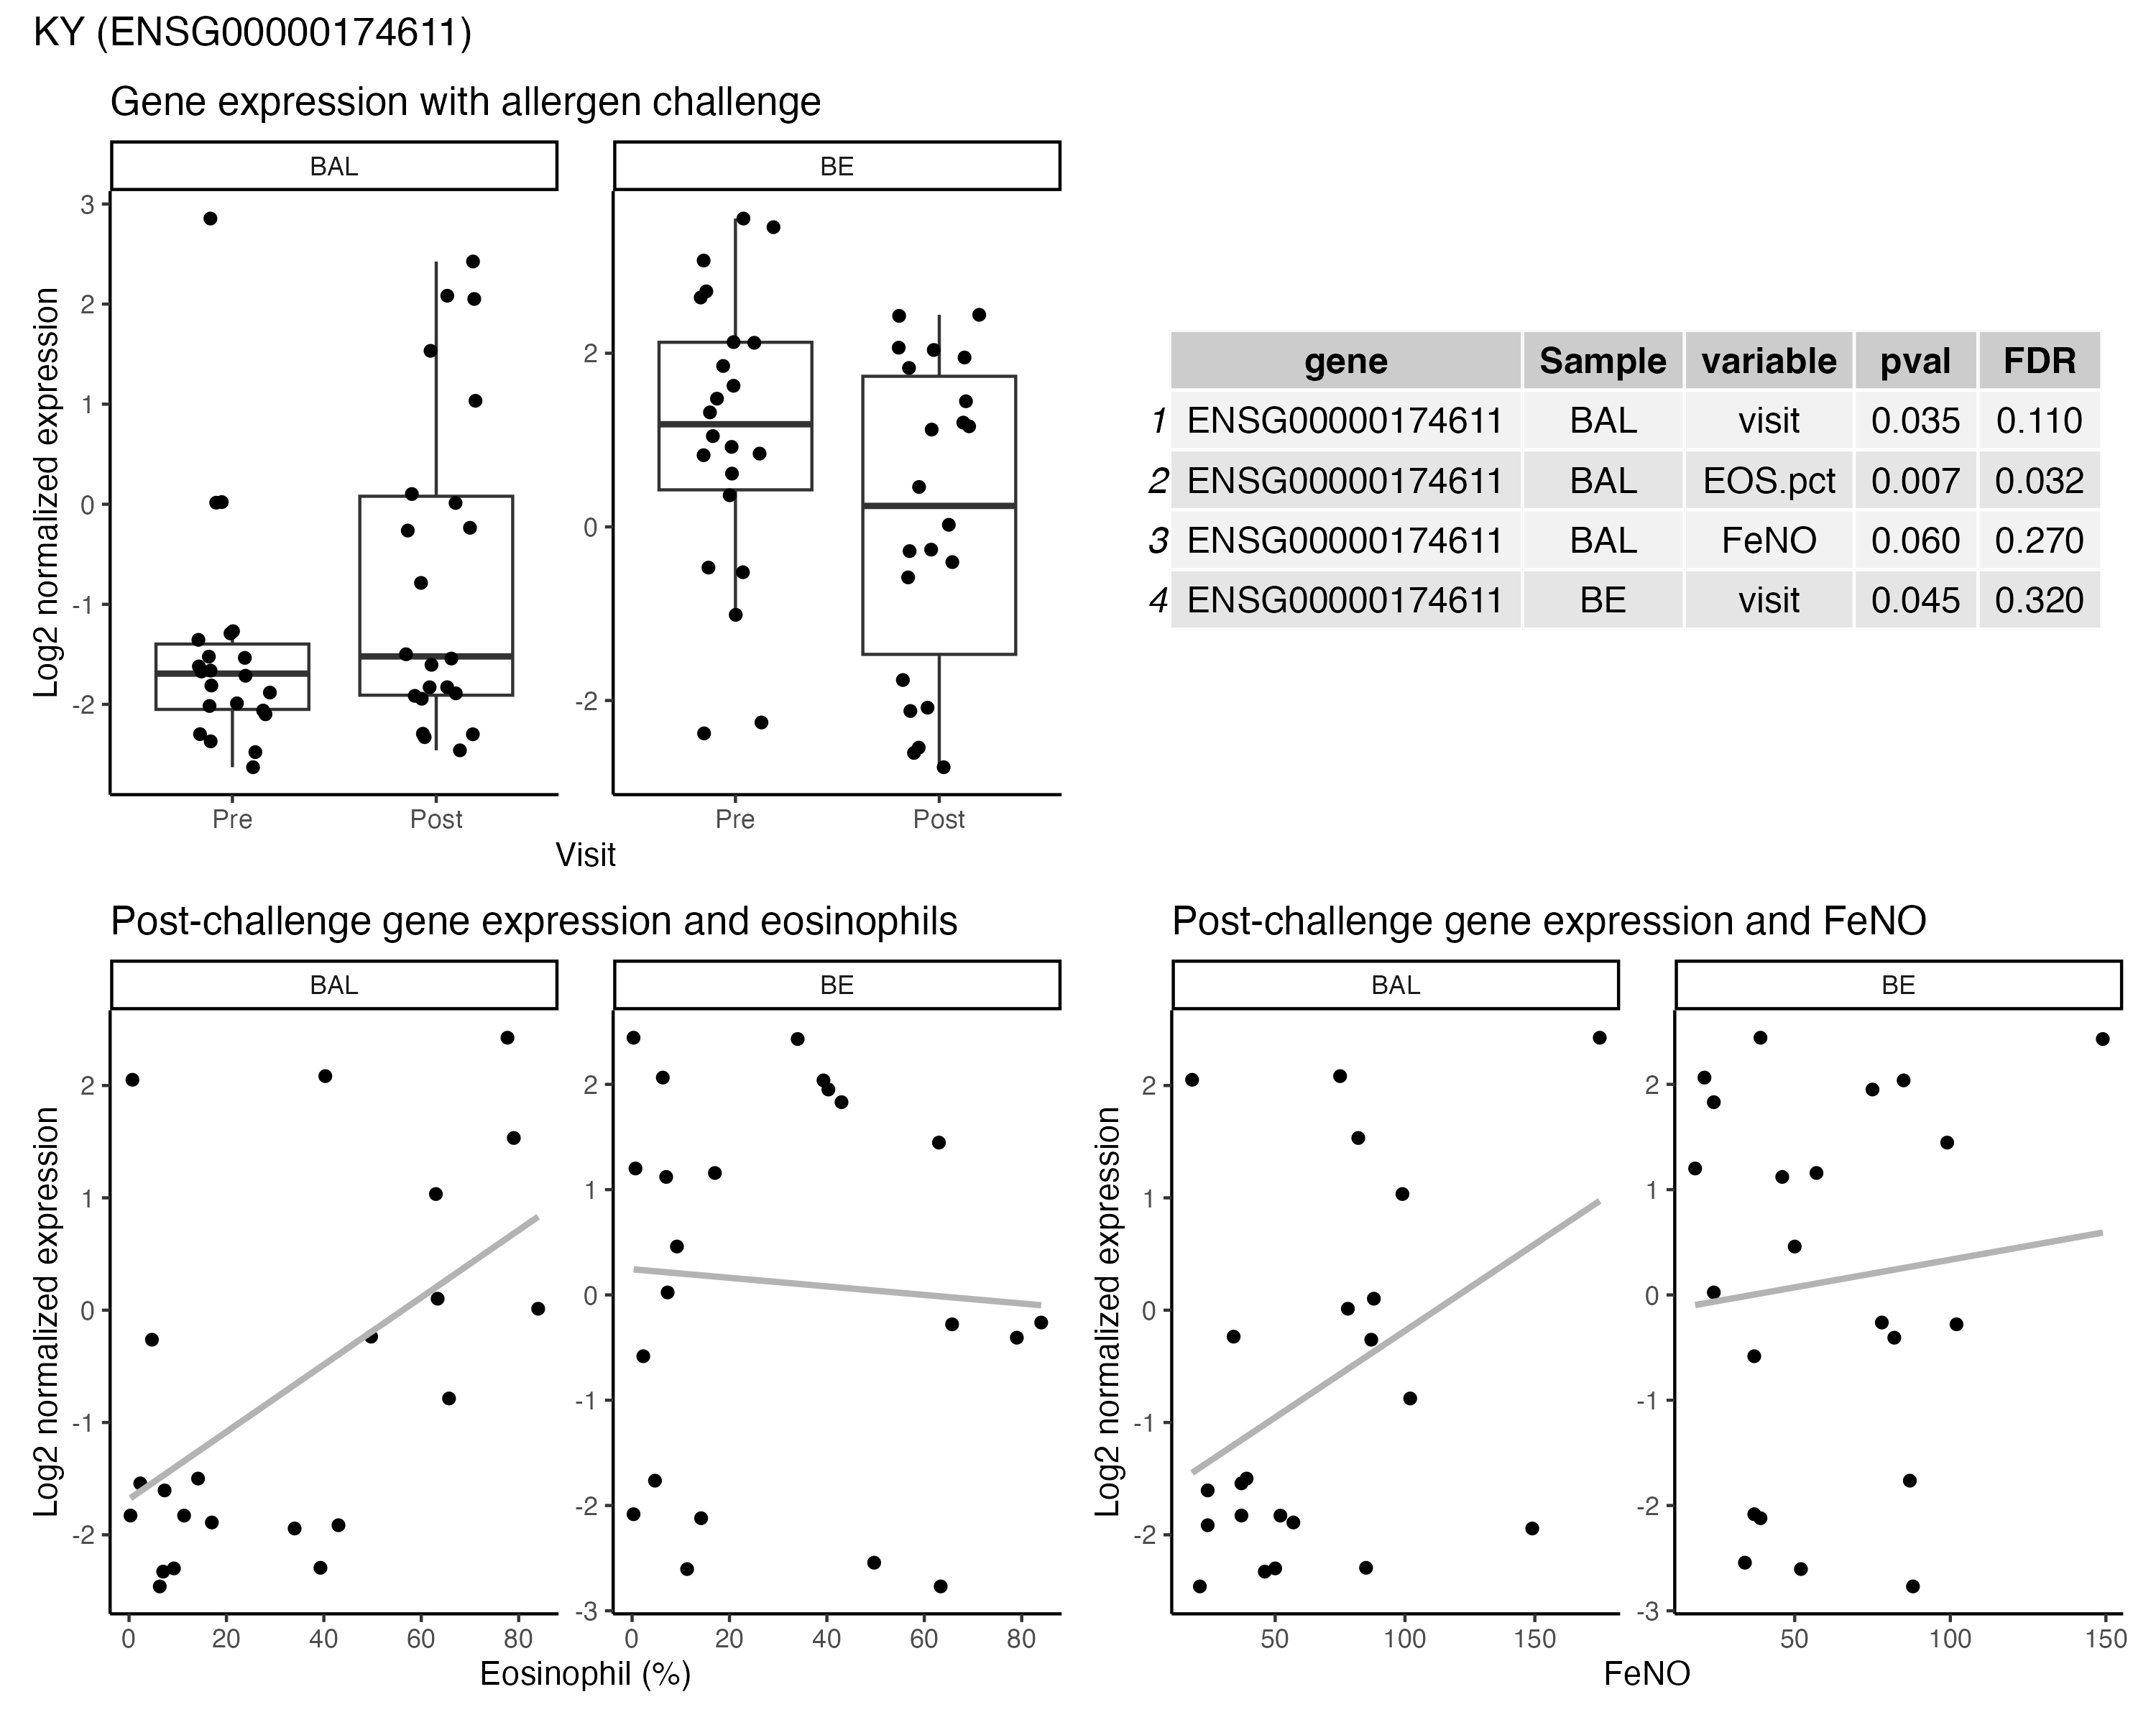 KY (ENSG00000174611)
Gene expression with allergen challenge
BAL
BE
Log2 normalized expression
3
2
1
0
-1
-2
2
0
-2
Pre
Post
Pre
Post
Visit
gene Sample variable pval FDR
1 ENSG00000174611 BAL visit 0.035 0.110
2 ENSG00000174611 BAL EOS.pct 0.007 0.032
3 ENSG00000174611 BAL FeNO 0.060 0.270
4 ENSG00000174611 BE visit 0.045 0.320
Post-challenge gene expression and eosinophils
BAL
BE
Log2 normalized expression
2
1
0
-1
-2
2
1
0
-1
-2
-3
0 20 40 60 80
0 20 40 60 80
Eosinophil (%)
Post-challenge gene expression and FeNO
BAL
BE
Log2 normalized expression
2
1
0
-1
-2
2
1
0
-1
-2
-3
50 100 150
50 100 150
FeNO